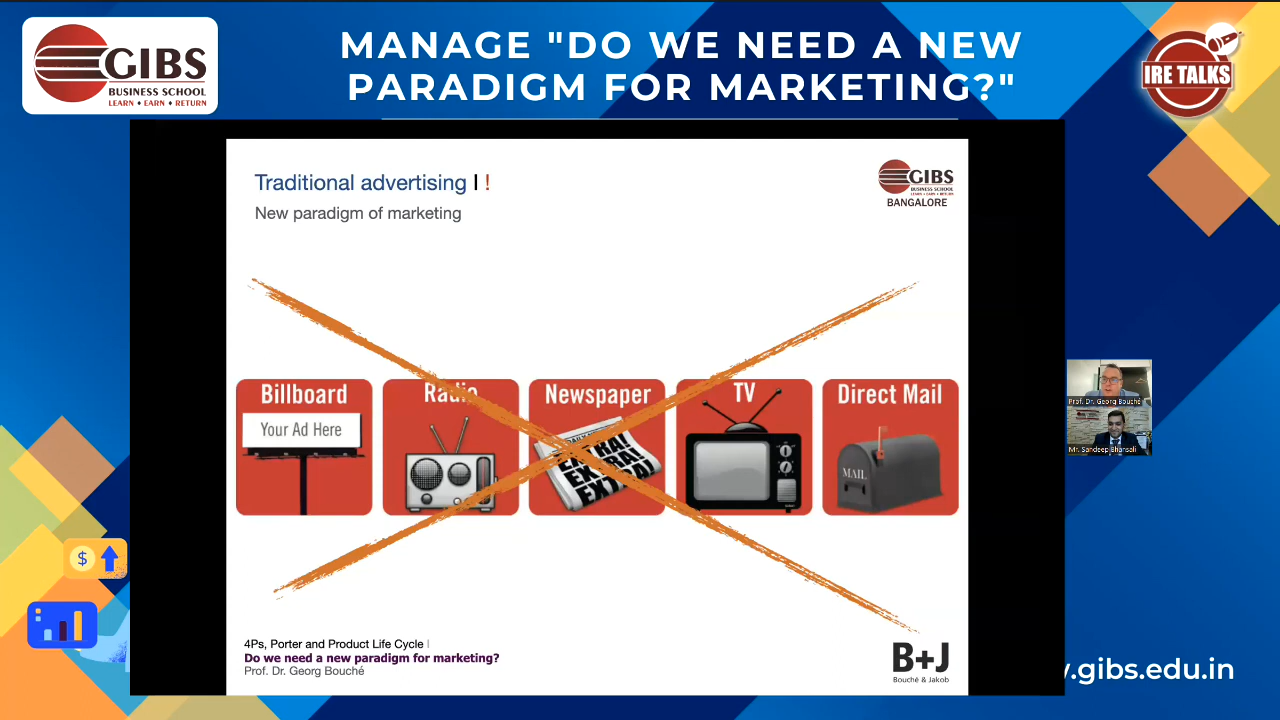 GIBS
BUSINESS SCHOOL
LEARN ♦ EARN ♦ RETURN
MANAGE "DO WE NEED A NEW
PARADIGM FOR MARKETING?"
IRE TALKS
Traditional advertising I !
New paradigm of marketing
GIBS
BUSINESS SCHOOL
LEARN • EARN • RETURN
BANGALORE
Billboard
Your Ad Here
Radio
Newspaper
EXTRA!
EXTRA!
EXTRA!
TV
Direct Mail
MAIL
Prof. Dr. Georg Bouché
Mr. Sandeep Bhansali
$
4Ps, Porter and Product Life Cycle |
Do we need a new paradigm for marketing?
Prof. Dr. Georg Bouché
B+J
Bouché & Jakob
.gibs.edu.in